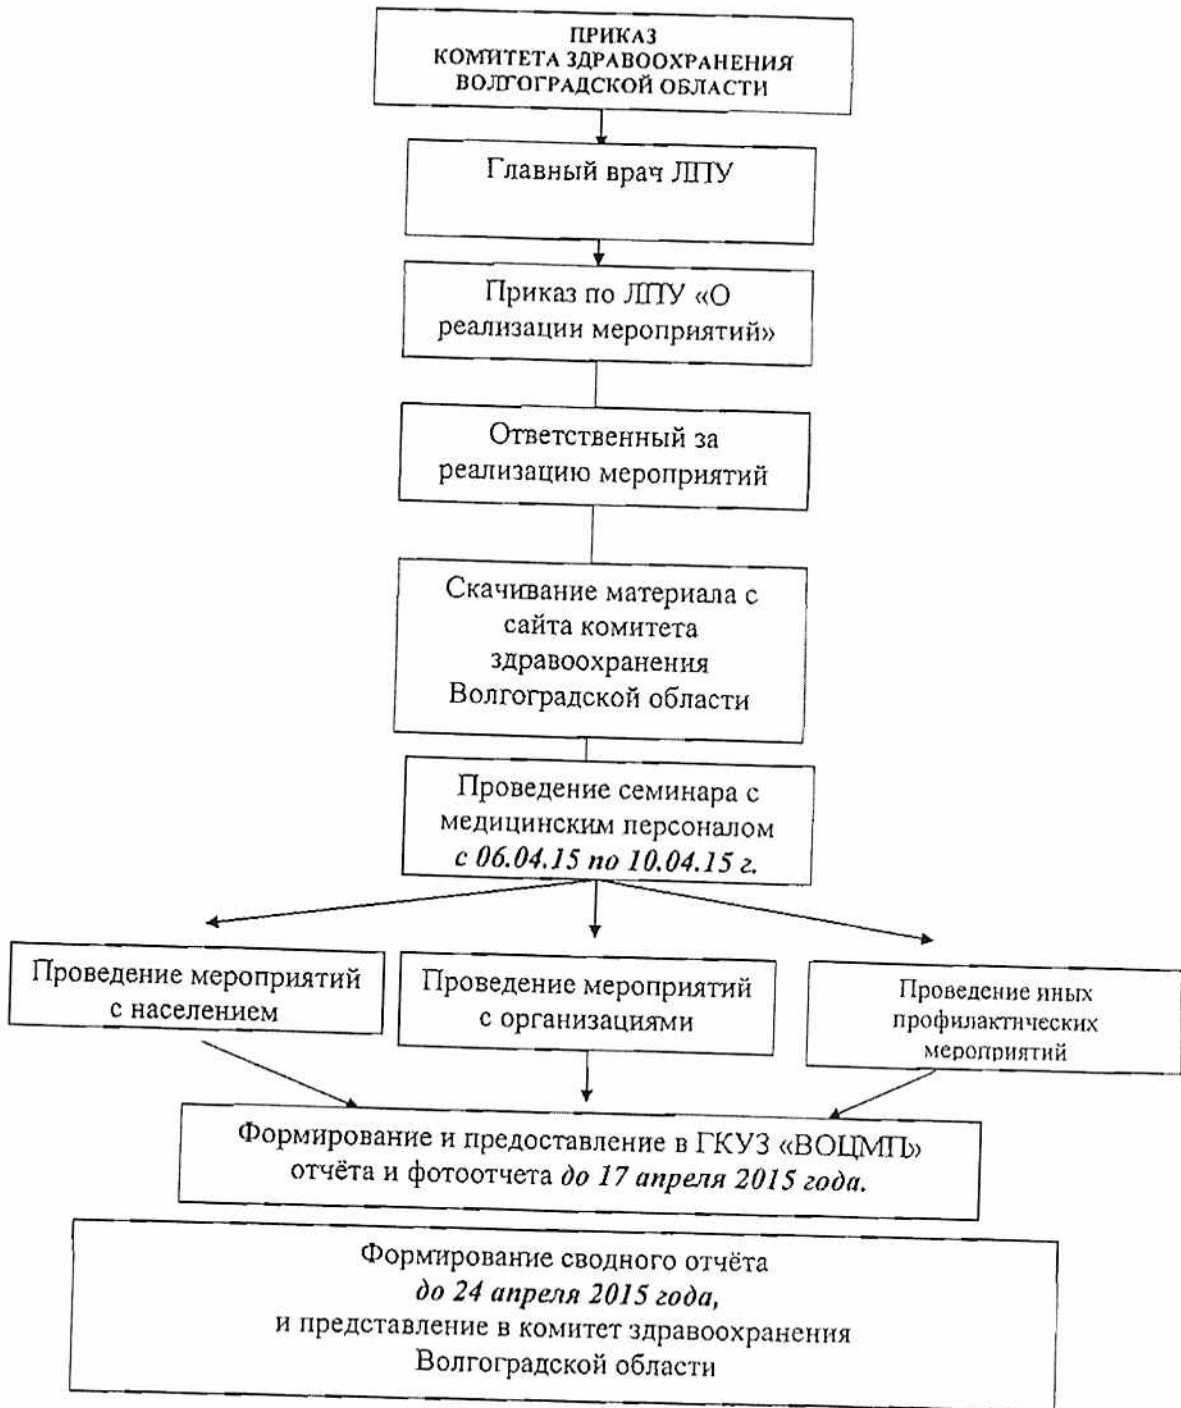 ПРИКАЗ
КОМИТЕТА ЗДРАВООХРАНЕНИЯ
ВОЛГОГРАДСКОЙ ОБЛАСТИ
Главный врач ЛПУ
Приказ по ЛПУ «О
реализации мероприятий»
Ответственный за
реализацию мероприятий
Скачивание материала с
сайта комитета
здравоохранения
Волгоградской области
Проведение семинара с
медицинским персоналом
с 06.04.15 по 10.04.15 г.
Проведение мероприятий
с населением
Проведение мероприятий
с организациями
Проведение иных
профилактических
мероприятий
Формирование и предоставление в ГКУЗ «ВОЦМП»
отчёта и фотоотчета до 17 апреля 2015 года.
Формирование сводного отчёта
до 24 апреля 2015 года,
и представление в комитет здравоохранения
Волгоградской области